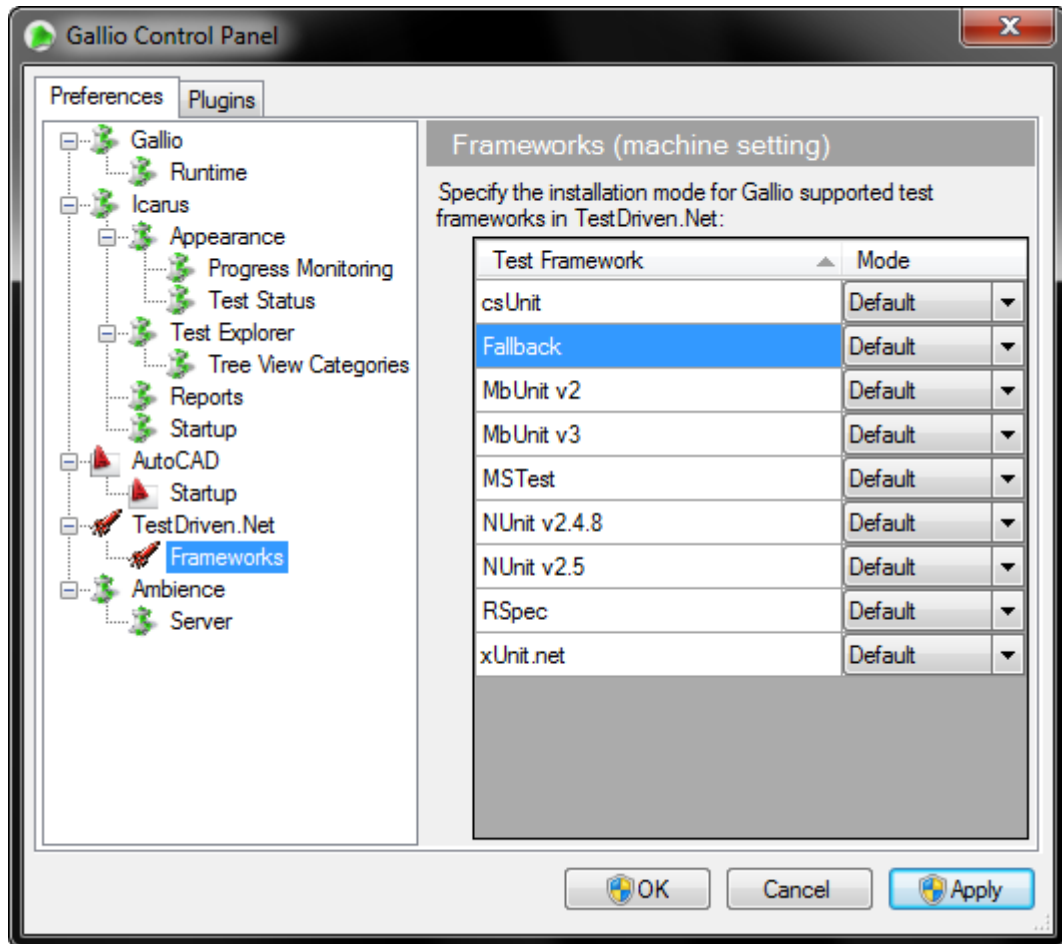 Gallio Control Panel
Preferences
Plugins
Gallio
Runtime
Icarus
Appearance
Progress Monitoring
Test Status
Test Explorer
Tree View Categories
Reports
Startup
AutoCAD
Startup
TestDriven.Net
Frameworks
Ambience
Server
Frameworks (machine setting)
Specify the installation mode for Gallio supported test
frameworks in TestDriven.Net:
Test Framework Mode
csUnit Default
Fallback Default
MbUnit v2 Default
MbUnit v3 Default
MSTest Default
NUnit v2.4.8 Default
NUnit v2.5 Default
RSpec Default
xUnit.net Default
OK Cancel Apply